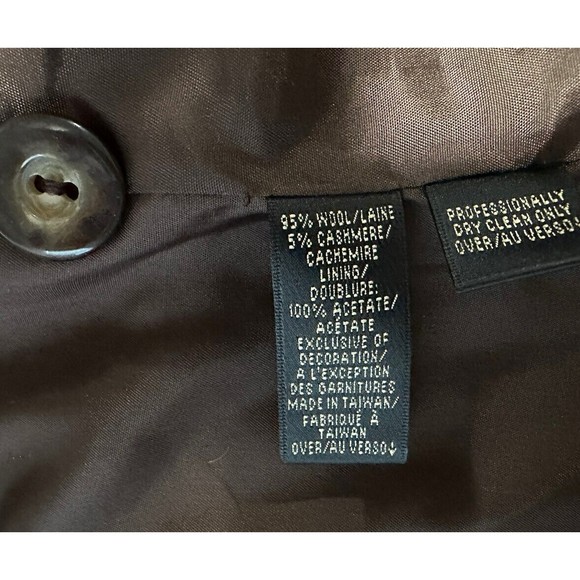 95% WOOL/LAINE
5% CASHMERE/
CACHEMIRE
LINING/
DOUBLURE:
100% ACETATE/
ACÉTATE
EXCLUSIVE OF
DECORATION/
A L'EXCEPTION
DES GARNITURES
MADE IN TAIWAN/
FABRIQUÉ À
TAIWAN
OVER/AU VERSO↓
PROFESSIONALLY
DRY CLEAN ONLY
OVER/AU VERSO↓